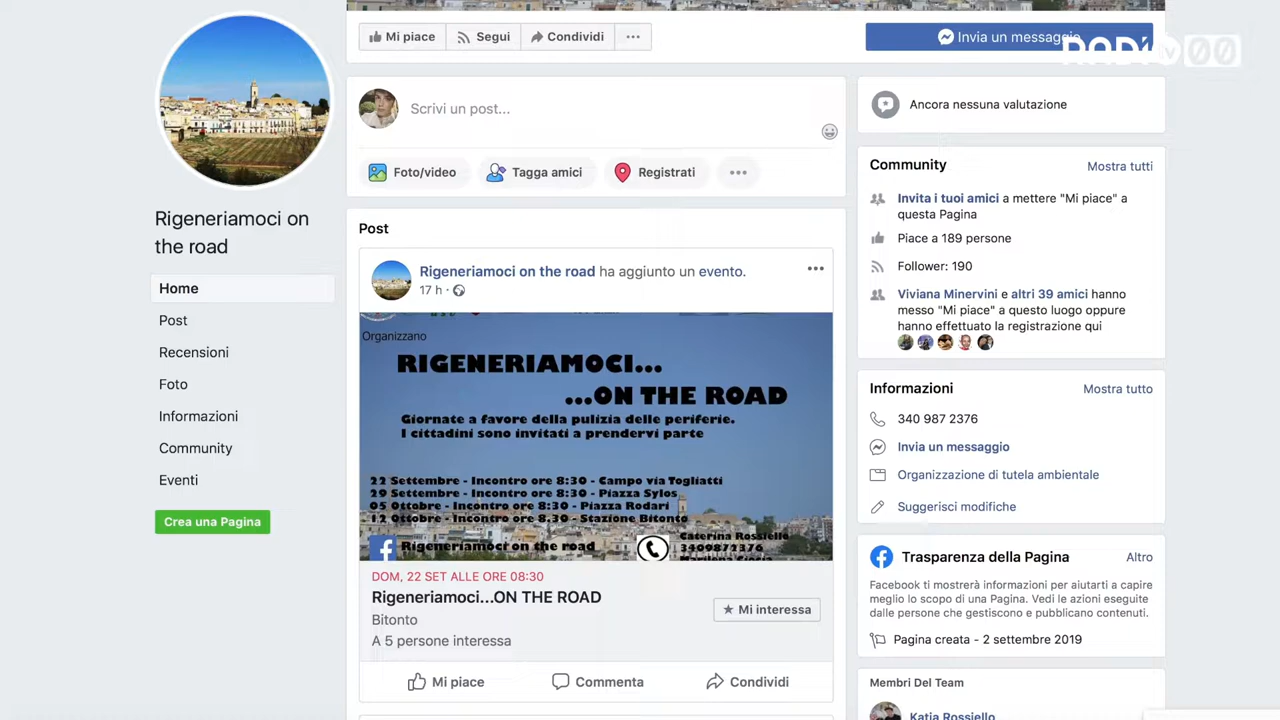 Mi piace
Segui
Condividi
Invia un messaggio
RADIO00
TV
Scrivi un post...
Foto/video
Tagga amici
Registrati
Rigeneriamoci on
the road
Home
Post
Recensioni
Foto
Informazioni
Community
Eventi
Crea una Pagina
Post
Rigeneriamoci on the road ha aggiunto un evento.
17 h
Organizzano
RIGENERIAMOCI...
...ON THE ROAD
Giornate a favore della pulizia delle periferie.
I cittadini sono invitati a prendervi parte
22 Settembre - Incontro ore 8:30 - Campo via Togliatti
29 Settembre - Incontro ore 8:30 - Piazza Sylos
05 Ottobre - Incontro ore 8:30 - Piazza Rodari
12 Ottobre - Incontro ore 8.30 - Stazione Bitonto
Rigeneriamoci on the road
Caterina Rossiello
3409872376
DOM, 22 SET ALLE ORE 08:30
Rigeneriamoci...ON THE ROAD
Bitonto
A 5 persone interessa
Mi interessa
Mi piace
Commenta
Condividi
Ancora nessuna valutazione
Community
Mostra tutti
Invita i tuoi amici a mettere "Mi piace" a
questa Pagina
Piace a 189 persone
Follower: 190
Viviana Minervini e altri 39 amici hanno
messo "Mi piace" a questo luogo oppure
hanno effettuato la registrazione qui
Informazioni
Mostra tutto
340 987 2376
Invia un messaggio
Organizzazione di tutela ambientale
Suggerisci modifiche
Trasparenza della Pagina
Altro
Facebook ti mostrerà informazioni per aiutarti a capire
meglio lo scopo di una Pagina. Vedi le azioni eseguite
dalle persone che gestiscono e pubblicano contenuti.
Pagina creata - 2 settembre 2019
Membri Del Team
Katia Rossiello